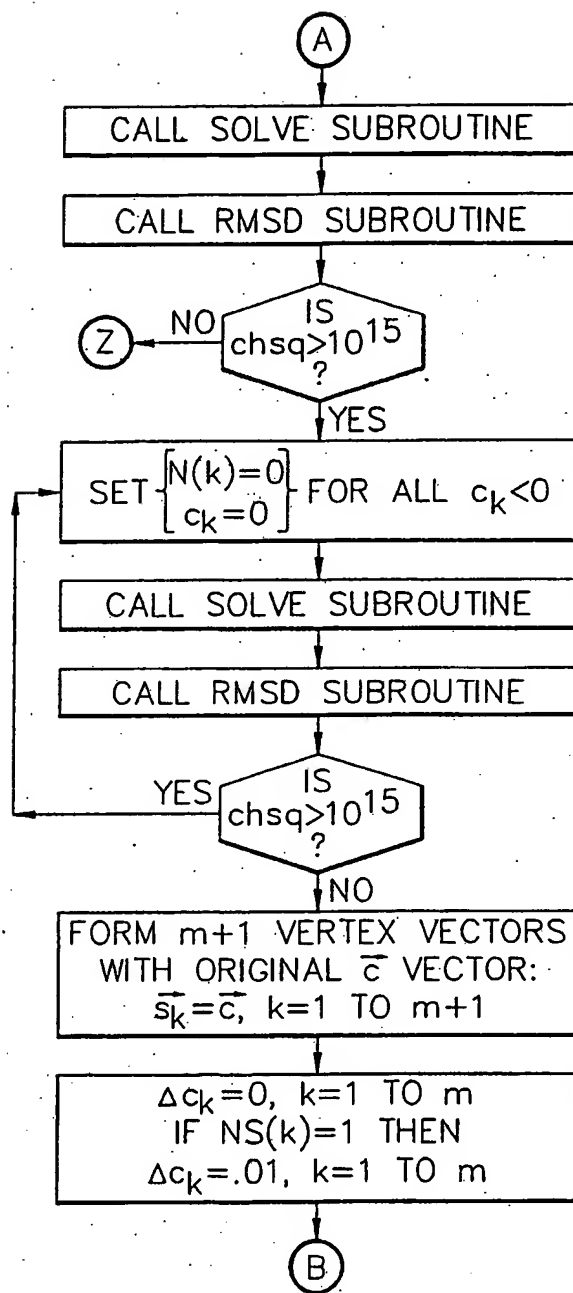 A
CALL SOLVE SUBROUTINE
CALL RMSD SUBROUTINE
IS
chsq>10^15
?
NO
Z
YES
SET {N(k)=0
c_k=0} FOR ALL c_k<0
CALL SOLVE SUBROUTINE
CALL RMSD SUBROUTINE
IS
chsq>10^15
?
YES
NO
FORM m+1 VERTEX VECTORS
WITH ORIGINAL c⃗ VECTOR:
s⃗_k=c⃗, k=1 TO m+1
Δc_k=0, k=1 TO m
IF NS(k)=1 THEN
Δc_k=.01, k=1 TO m
B